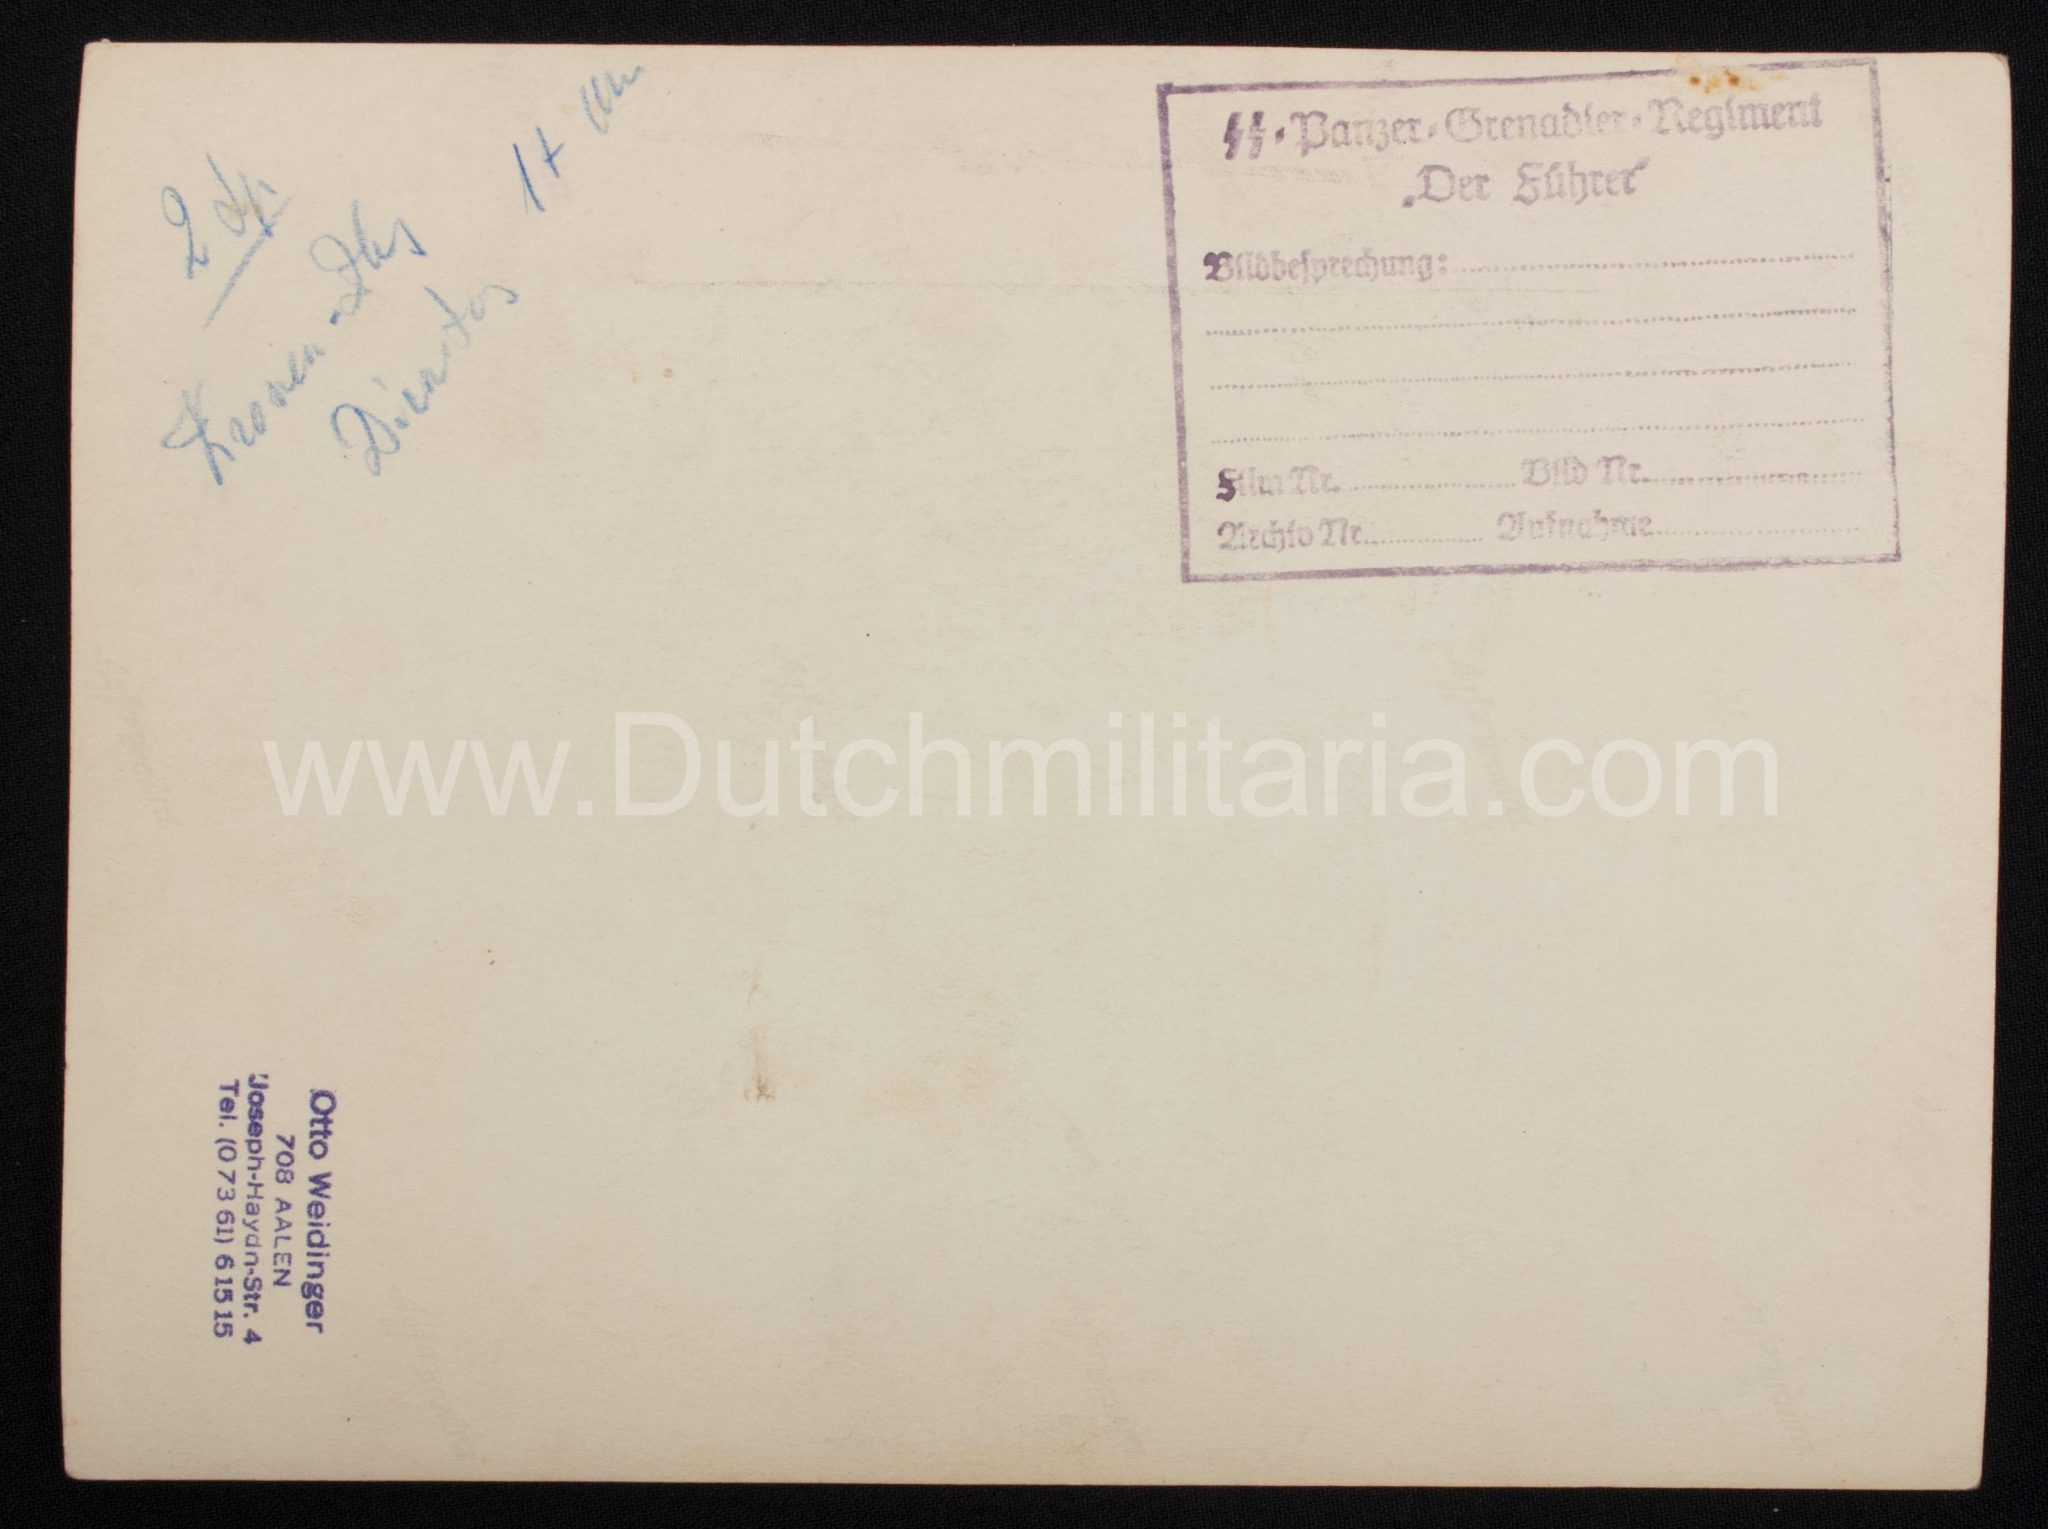 SS-Panzer-Grenadier-Regiment
„Der Führer“
Bildbesprechung:
Film Nr. Bild Nr.
Archiv Nr. Aufnahme
2
1x
www.Dutchmilitaria.com
Otto Weidinger
708 AALEN
Joseph-Haydn-Str. 4
Tel. (0 73 61) 6 15 15